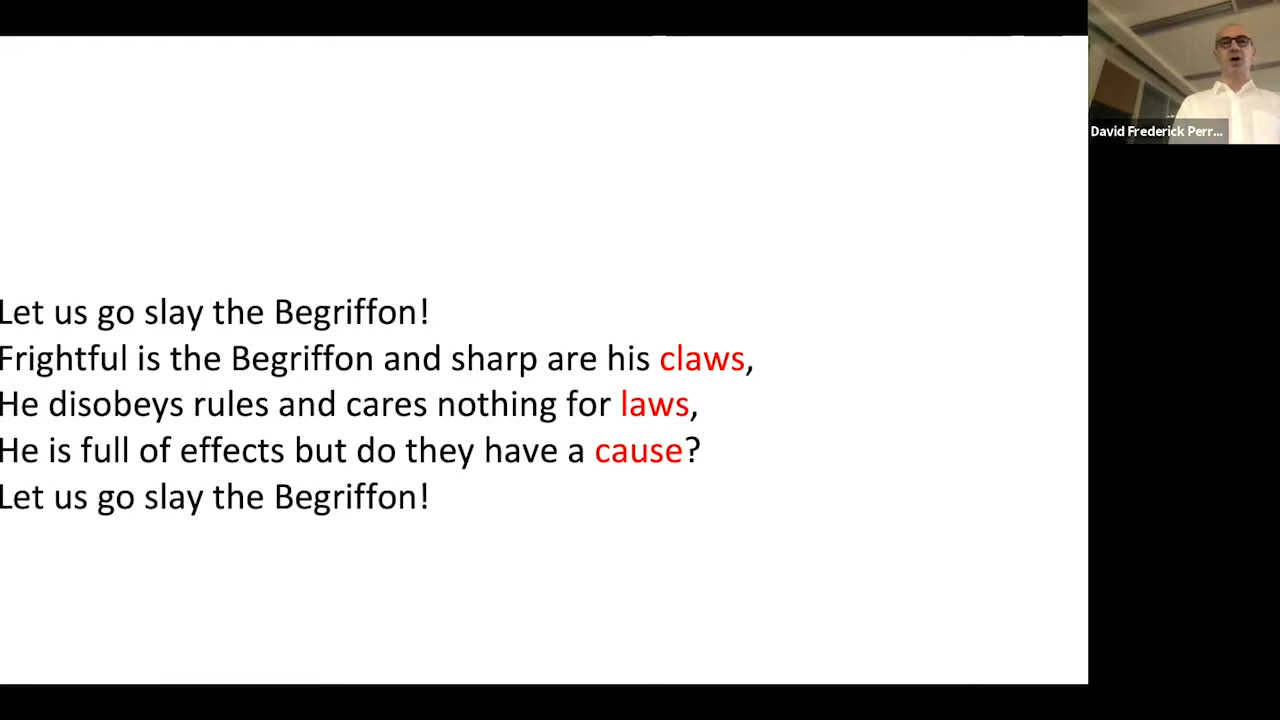 Let us go slay the Begriffon!
Frightful is the Begriffon and sharp are his claws,
He disobeys rules and cares nothing for laws,
He is full of effects but do they have a cause?
Let us go slay the Begriffon!
David Frederick Perr...